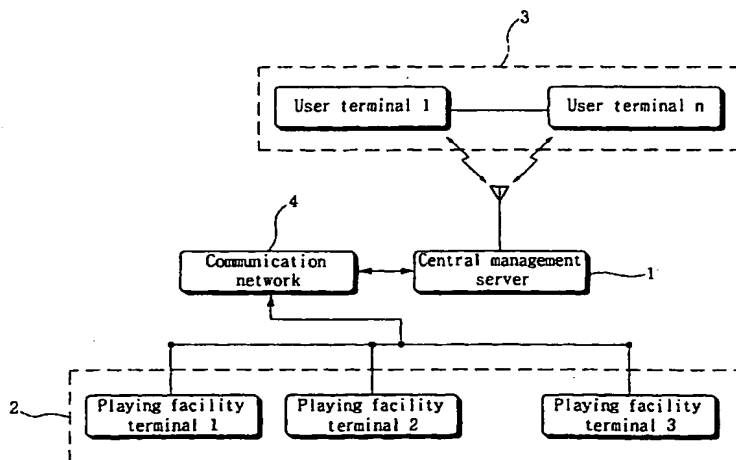 3
User terminal 1
User terminal n
4
Communication
network
Central management
server
1
2
Playing facility
terminal 1
Playing facility
terminal 2
Playing facility
terminal 3